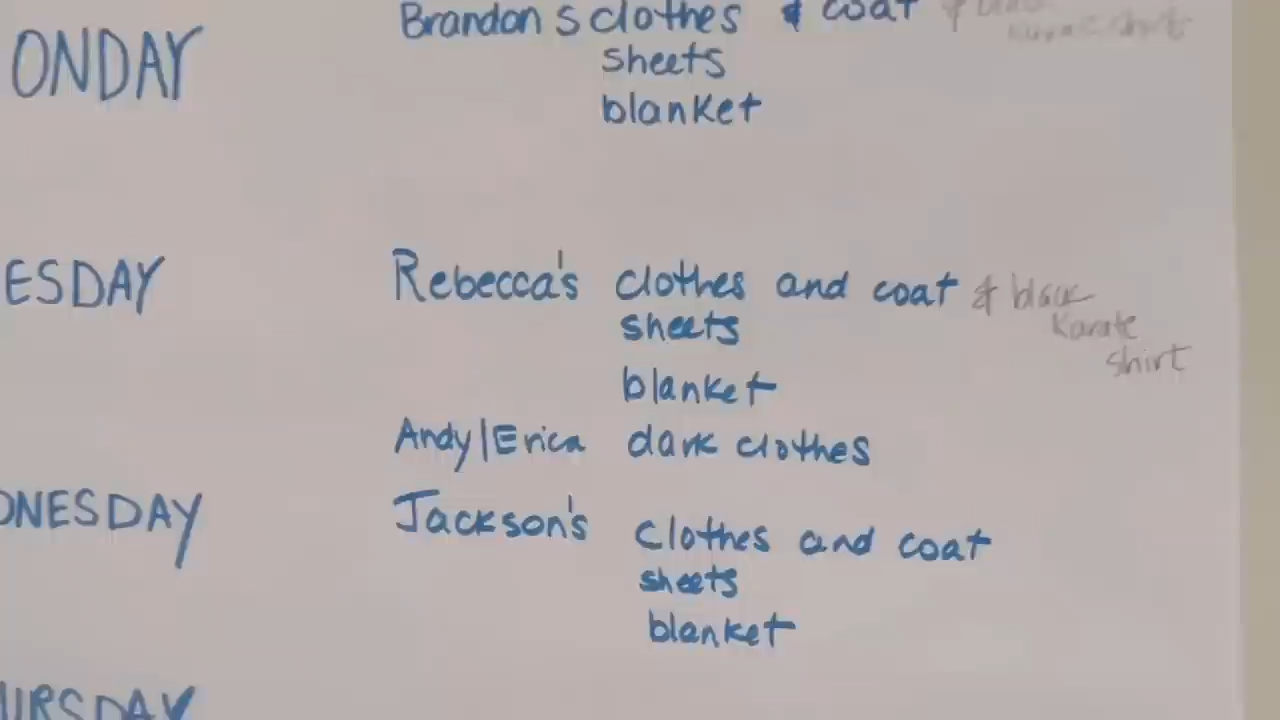 ONDAY Brandon s clothes & coat &
sheets
blanket
ESDAY Rebecca's clothes and coat & black
Karate
shirt
sheets
blanket
Andy/Erica dark clothes
ONESDAY Jackson's clothes and coat
sheets
blanket
URSDAY